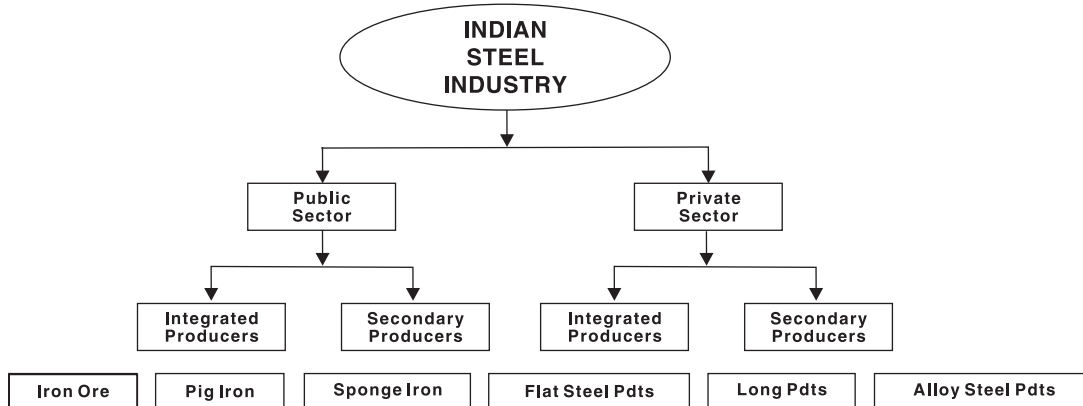 INDIAN
STEEL
INDUSTRY
Public
Sector
Private
Sector
Integrated
Producers
Secondary
Producers
Integrated
Producers
Secondary
Producers
Iron Ore
Pig Iron
Sponge Iron
Flat Steel Pdts
Long Pdts
Alloy Steel Pdts